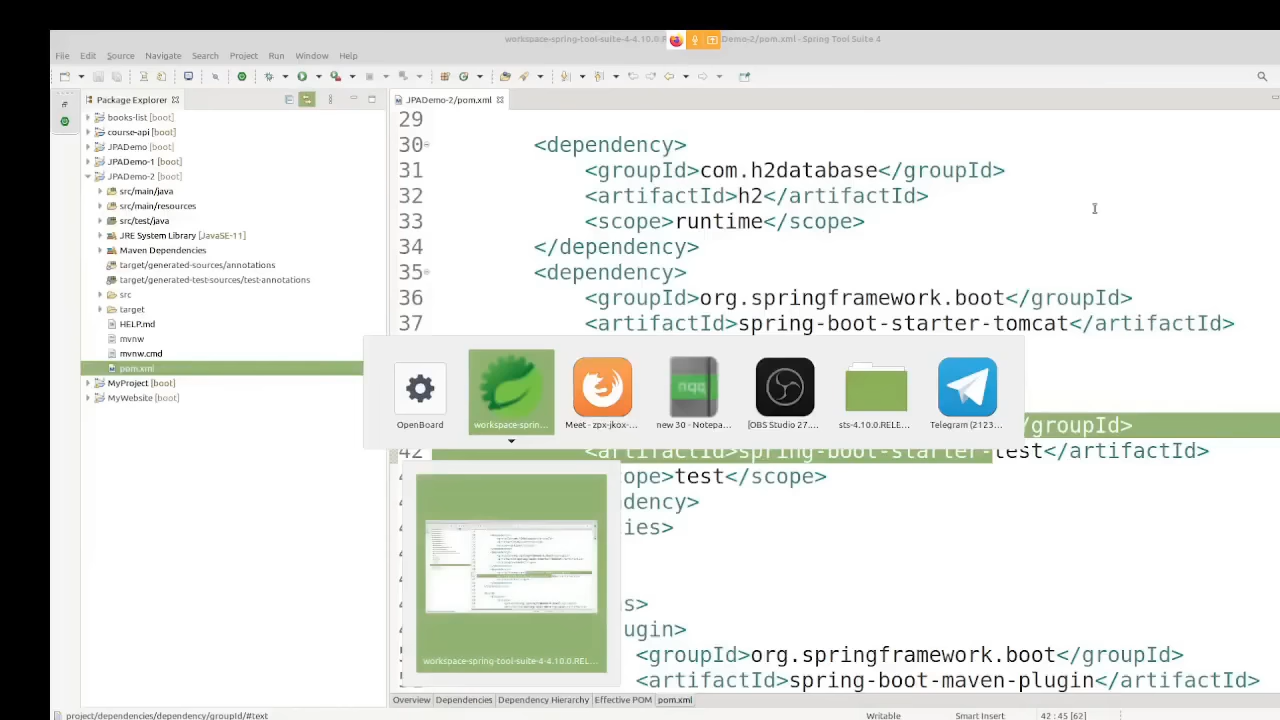 workspace-spring-tool-suite-4-4.10.0.R
Demo-2/pom.xml - Spring Tool Suite 4
File Edit Source Navigate Search Project Run Window Help
Package Explorer
JPADemo-2/pom.xml
books-list [boot]
course-api [boot]
JPADemo [boot]
JPADemo-1 [boot]
JPADemo-2 [boot]
src/main/java
src/main/resources
src/test/java
JRE System Library [JavaSE-11]
Maven Dependencies
target/generated-sources/annotations
target/generated-test-sources/test-annotations
src
target
HELP.md
mvnw
mvnw.cmd
pom.xml
MyProject [boot]
MyWebsite [boot]
29
30 <dependency>
31 <groupId>com.h2database</groupId>
32 <artifactId>h2</artifactId>
33 <scope>runtime</scope>
34 </dependency>
35 <dependency>
36 <groupId>org.springframework.boot</groupId>
37 <artifactId>spring-boot-starter-tomcat</artifactId>
OpenBoard
workspace-sprin...
Meet - zpx-jkox-...
nqq
new 30 - Notepa...
[OBS Studio 27....
sts-4.10.0.RELE...
Telegram (2123...
/groupId>
42 <artifactId>spring-boot-starter-test</artifactId>
ope>test</scope>
dency>
ies>
s>
ugin>
<groupId>org.springframework.boot</groupId>
<artifactId>spring-boot-maven-plugin</artifactId>
workspace-spring-tool-suite-4-4.10.0.REL...
Overview Dependencies Dependency Hierarchy Effective POM pom.xml
project/dependencies/dependency/groupId/#text
Writable
Smart Insert
42 : 45 [62]